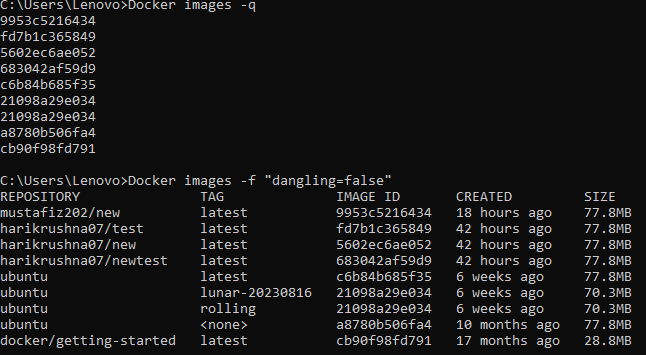 C:\Users\Lenovo>Docker images -q
9953c5216434
fd7b1c365849
5602ec6ae052
683042af59d9
c6b84b685f35
21098a29e034
21098a29e034
a8780b506fa4
cb90f98fd791
C:\Users\Lenovo>Docker images -f "dangling=false"
REPOSITORY TAG IMAGE ID CREATED SIZE
mustafiz202/new latest 9953c5216434 18 hours ago 77.8MB
harikrushna07/test latest fd7b1c365849 42 hours ago 77.8MB
harikrushna07/new latest 5602ec6ae052 42 hours ago 77.8MB
harikrushna07/newtest latest 683042af59d9 42 hours ago 77.8MB
ubuntu latest c6b84b685f35 6 weeks ago 77.8MB
ubuntu lunar-20230816 21098a29e034 6 weeks ago 70.3MB
ubuntu rolling 21098a29e034 6 weeks ago 70.3MB
ubuntu <none> a8780b506fa4 10 months ago 77.8MB
docker/getting-started latest cb90f98fd791 17 months ago 28.8MB